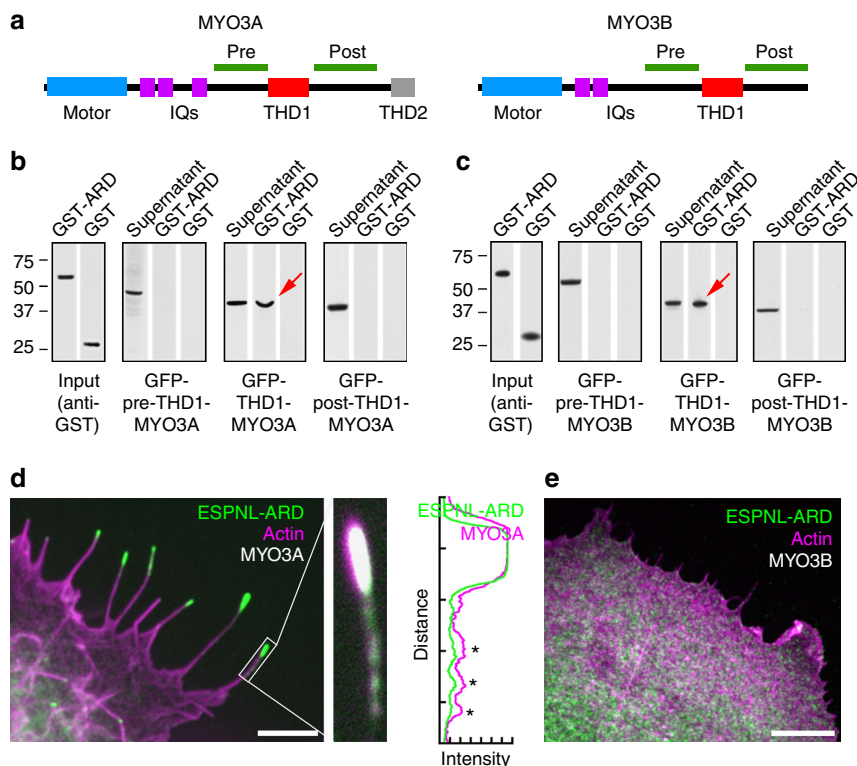 a
MYO3A
MYO3B
Pre
Post
Pre
Post
Motor
IQs
THD1
THD2
Motor
IQs
THD1
b
GST-ARD
GST
Supernatant
GST-ARD
GST
Supernatant
GST-ARD
GST
Supernatant
GST-ARD
GST
75
50
37
25
Input
(anti-
GST)
GFP-
pre-THD1-
MYO3A
GFP-
THD1-
MYO3A
GFP-
post-THD1-
MYO3A
c
GST-ARD
GST
Supernatant
GST-ARD
GST
Supernatant
GST-ARD
GST
Supernatant
GST-ARD
GST
75
50
37
25
Input
(anti-
GST)
GFP-
pre-THD1-
MYO3B
GFP-
THD1-
MYO3B
GFP-
post-THD1-
MYO3B
d
ESPNL-ARD
Actin
MYO3A
ESPNL-ARD
MYO3A
Distance
*
*
*
Intensity
e
ESPNL-ARD
Actin
MYO3B